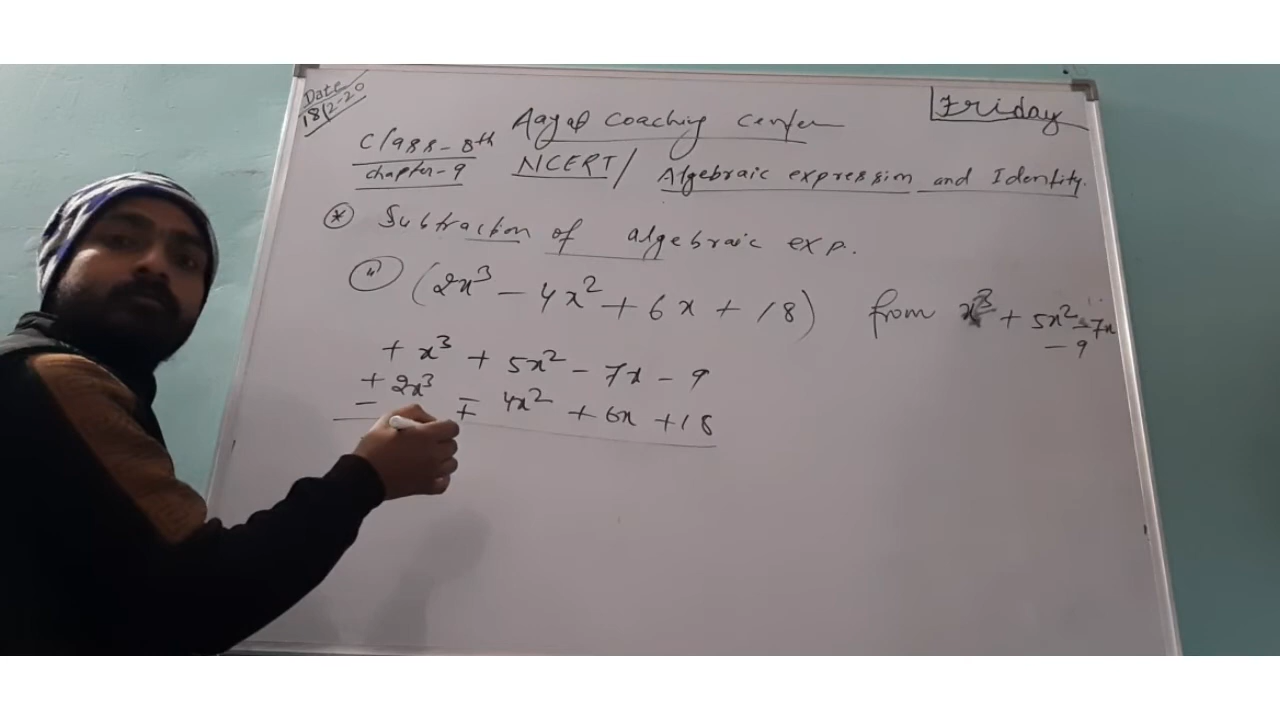 Date
18/2-20
Friday
Aayat coaching center
Class-8th
chapter-9
NCERT/ Algebraic expression and Identity.
* Subtraction of algebraic exp.
(2x³ - 4x² + 6x + 18) from x³ + 5x² - 7x
- 9
+ x³ + 5x² - 7x - 9
+ 2x³ - 4x² + 6x + 18
- +